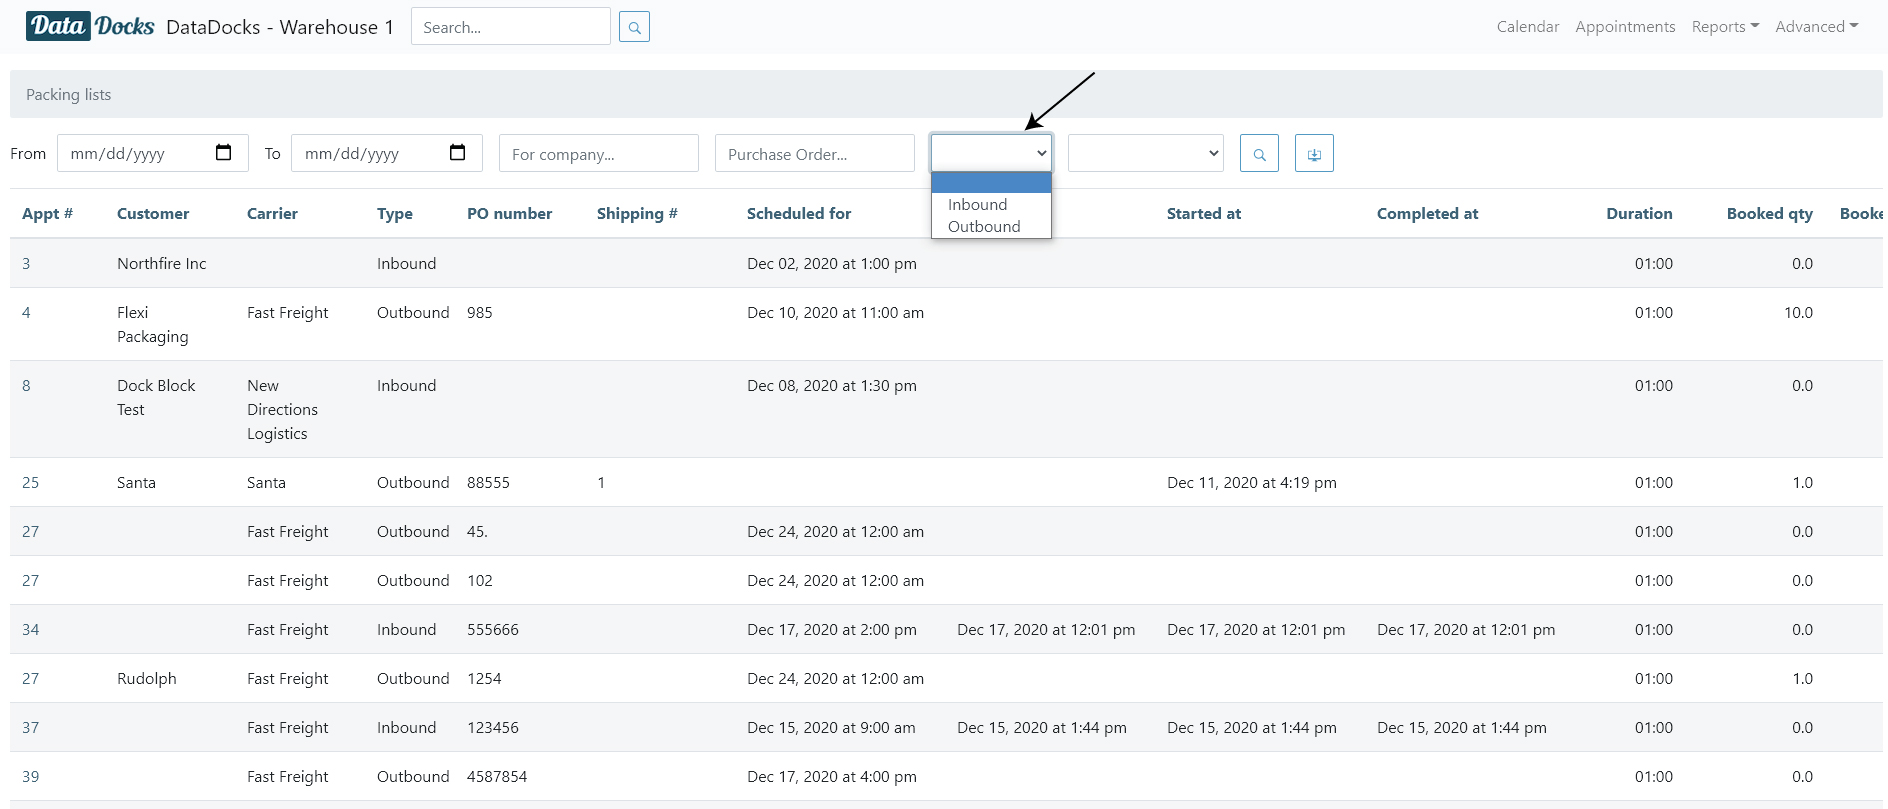 Data Docks DataDocks - Warehouse 1 Search... Calendar Appointments Reports Advanced
Packing lists
From mm/dd/yyyy To mm/dd/yyyy For company... Purchase Order...
Inbound
Outbound
Appt # Customer Carrier Type PO number Shipping # Scheduled for Started at Completed at Duration Booked qty Booke
3 Northfire Inc Inbound Dec 02, 2020 at 1:00 pm 01:00 0.0
4 Flexi Fast Freight Outbound 985 Dec 10, 2020 at 11:00 am 01:00 10.0
Packaging
8 Dock Block New Inbound Dec 08, 2020 at 1:30 pm 01:00 0.0
Test Directions
Logistics
25 Santa Santa Outbound 88555 1 Dec 11, 2020 at 4:19 pm 01:00 1.0
27 Fast Freight Outbound 45. Dec 24, 2020 at 12:00 am 01:00 0.0
27 Fast Freight Outbound 102 Dec 24, 2020 at 12:00 am 01:00 0.0
34 Fast Freight Inbound 555666 Dec 17, 2020 at 2:00 pm Dec 17, 2020 at 12:01 pm Dec 17, 2020 at 12:01 pm Dec 17, 2020 at 12:01 pm 01:00 0.0
27 Rudolph Fast Freight Outbound 1254 Dec 24, 2020 at 12:00 am 01:00 1.0
37 Fast Freight Inbound 123456 Dec 15, 2020 at 9:00 am Dec 15, 2020 at 1:44 pm Dec 15, 2020 at 1:44 pm Dec 15, 2020 at 1:44 pm 01:00 0.0
39 Fast Freight Outbound 4587854 Dec 17, 2020 at 4:00 pm 01:00 0.0